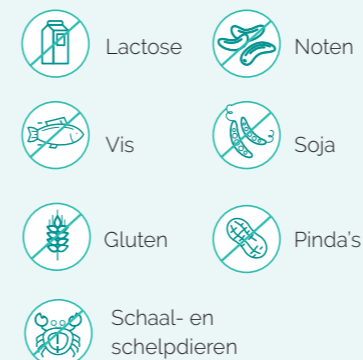 Lactose
Noten
Vis
Soja
Gluten
Pinda's
Schaal- en
schelpdieren